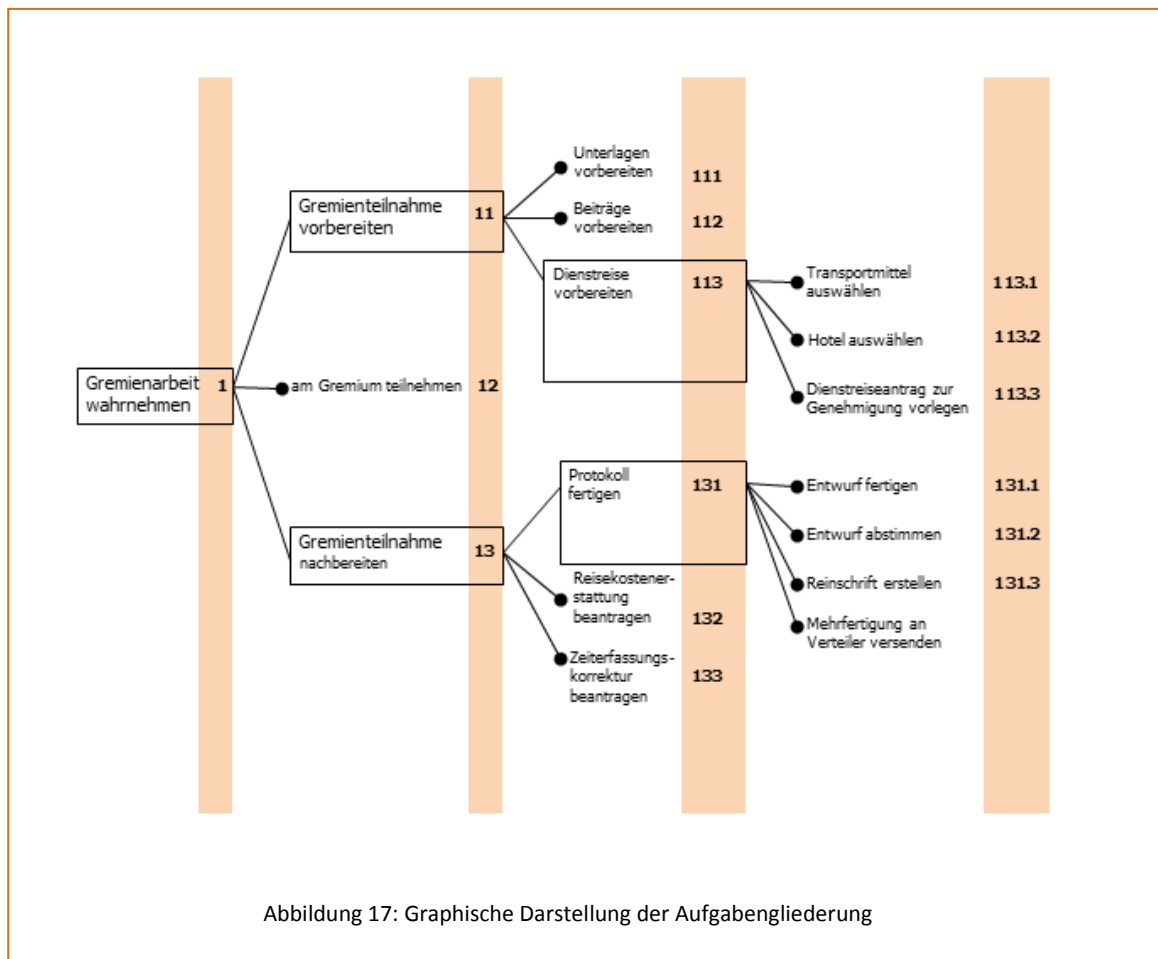 Gremienarbeit 1
wahrnehmen
Gremienteilnahme 11
vorbereiten
Unterlagen
vorbereiten 111
Beiträge 112
vorbereiten
Dienstreise 113
vorbereiten
Transportmittel
auswählen 113.1
Hotel auswählen 113.2
Dienstreiseantrag zur 113.3
Genehmigung vorlegen
am Gremium teilnehmen 12
Gremienteilnahme 13
nachbereiten
Protokoll 131
fertigen
Entwurf fertigen 131.1
Entwurf abstimmen 131.2
Reinschrift erstellen 131.3
Mehrfertigung an
Verteiler versenden
Reisekostener-
stattung
beantragen 132
Zeiterfassungs-
korrektur 133
beantragen
Abbildung 17: Graphische Darstellung der Aufgabengliederung